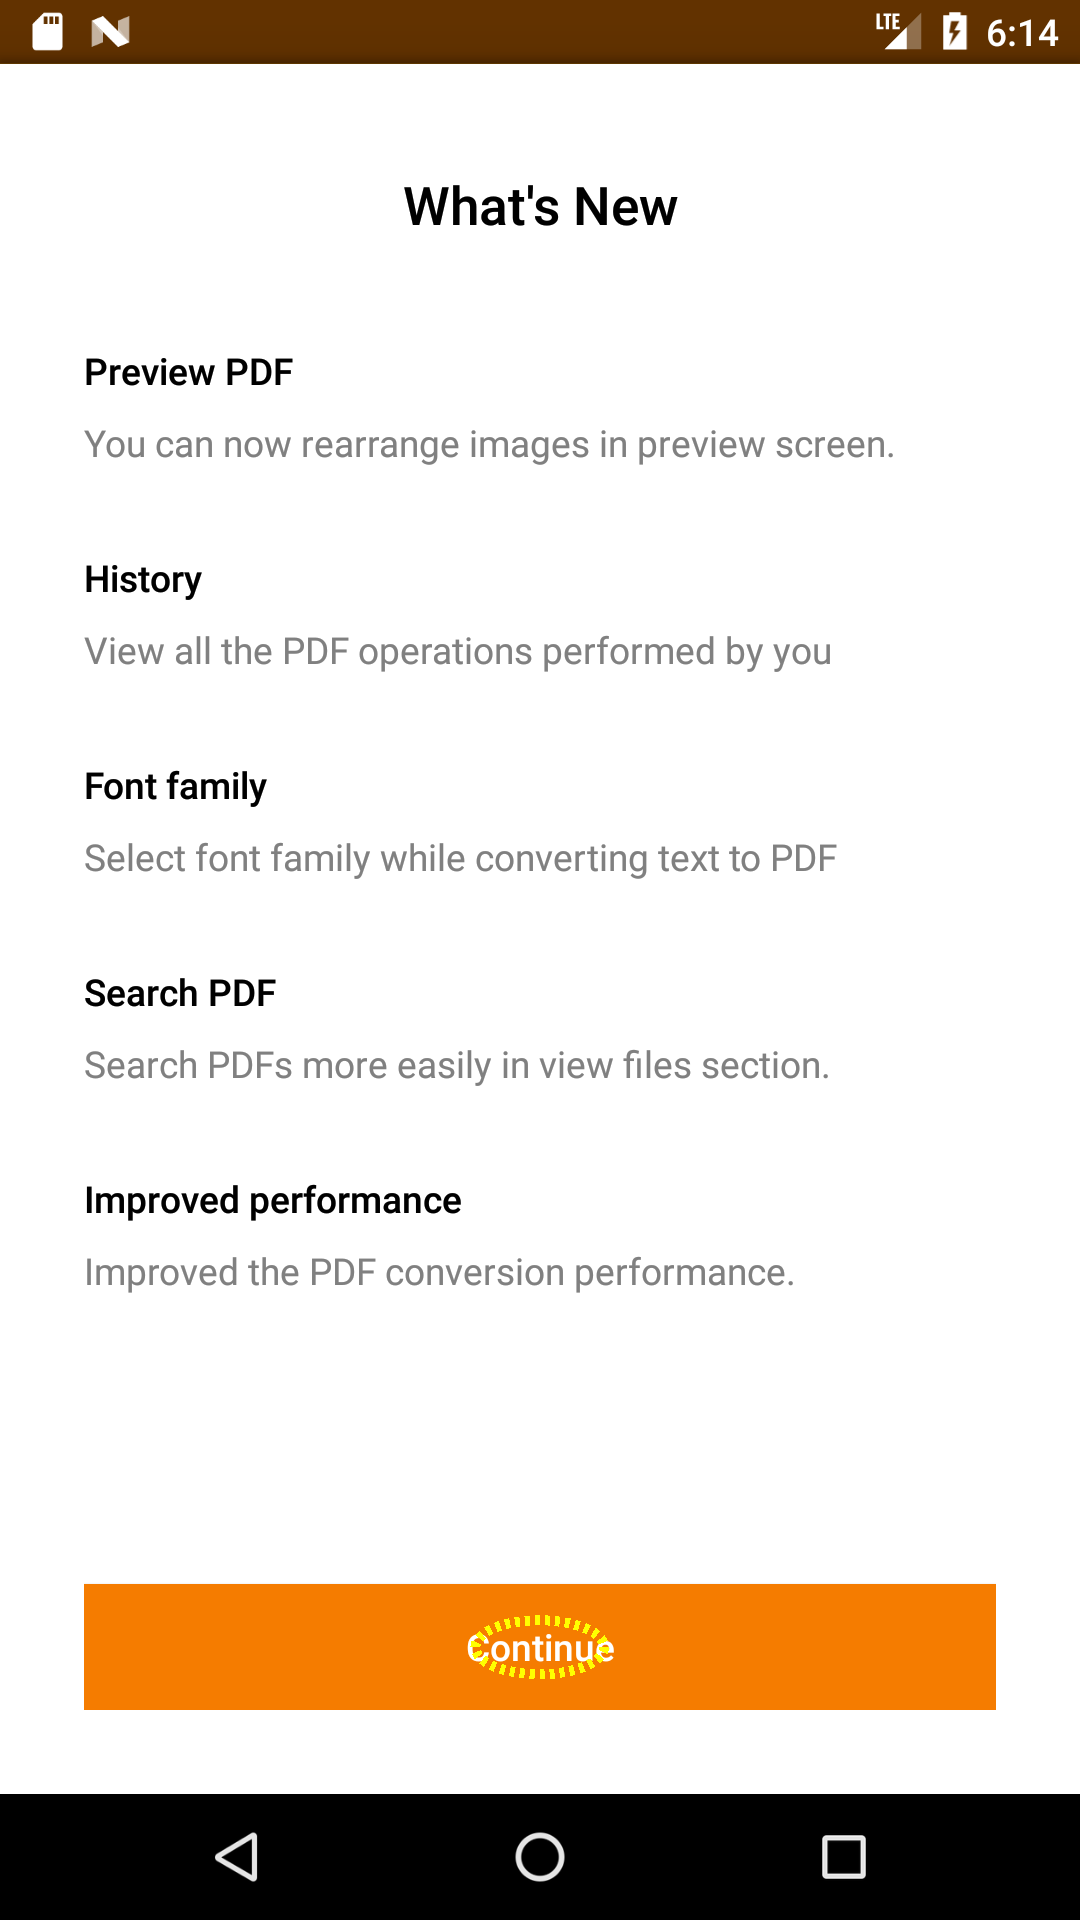 LTE 6:14
What's New
Preview PDF
You can now rearrange images in preview screen.
History
View all the PDF operations performed by you
Font family
Select font family while converting text to PDF
Search PDF
Search PDFs more easily in view files section.
Improved performance
Improved the PDF conversion performance.
Continue